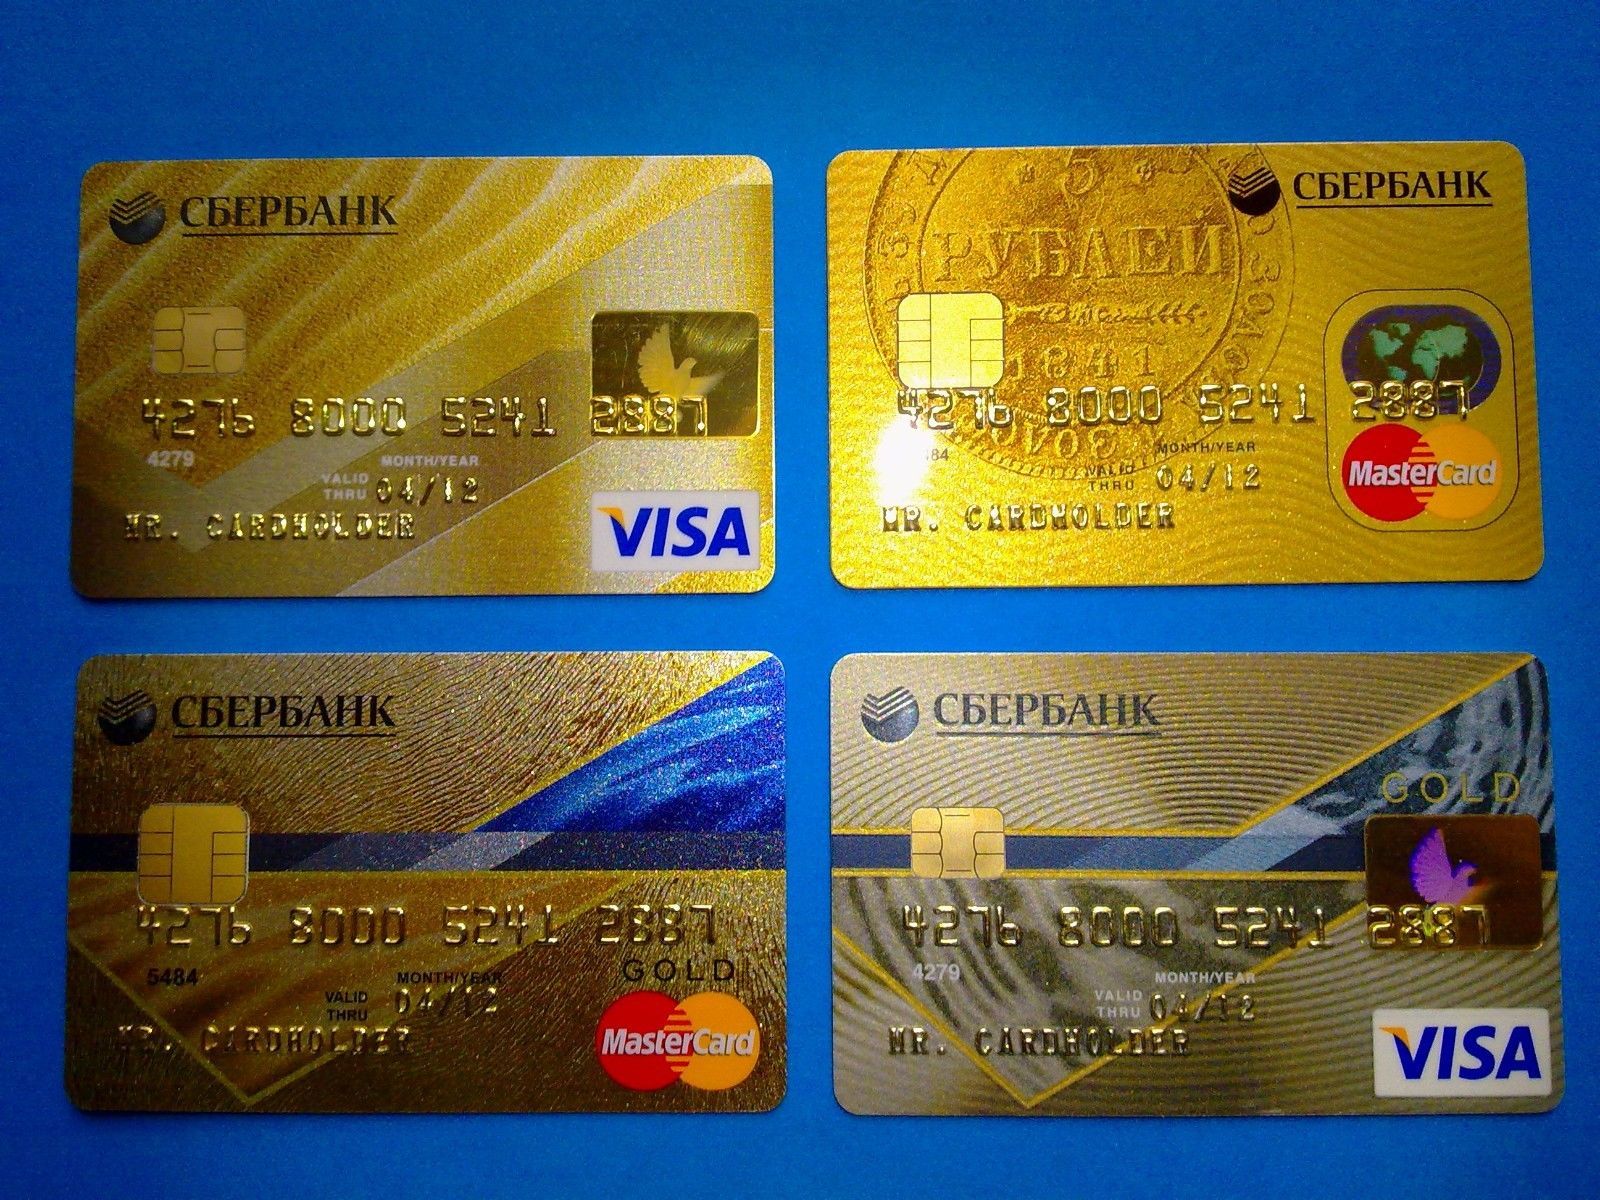 СБЕРБАНК
4276 8000 5241 2887
4279
MONTH/YEAR
VALID THRU 04/12
MR. CARDHOLDER
VISA
СБЕРБАНК
5
РУБЛЕЙ
1841
4276 8000 5241 2887
MONTH/YEAR
VALID THRU 04/12
MR. CARDHOLDER
MasterCard
СБЕРБАНК
4276 8000 5241 2887
5484
GOLD
MONTH/YEAR
VALID THRU 04/12
MR. CARDHOLDER
MasterCard
СБЕРБАНК
GOLD
4276 8000 5241 2887
4279
MONTH/YEAR
VALID THRU 04/12
MR. CARDHOLDER
VISA